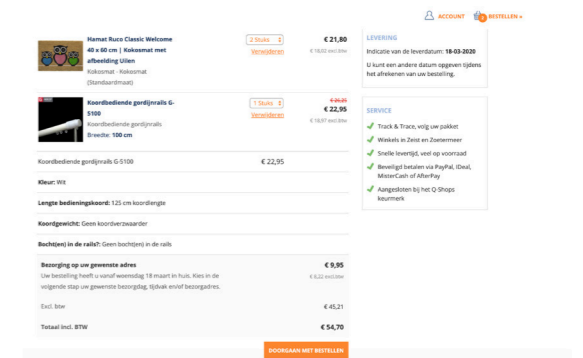 ACCOUNT
BESTELLEN »
Hamat Ruco Classic Welcome
40 x 60 cm | Kokosmat met
afbeelding Uilen
Kokosmat - Kokosmat
(Standaardmaat)
2 Stuks
Verwijderen
€ 21,80
€ 18,02 excl.btw
Koordbediende gordijnrails G-
5100
Koordbediende gordijnrails
Breedte: 100 cm
1 Stuks
Verwijderen
€ 22,95
€ 18,97 excl.btw
Koordbediende gordijnrails G-5100
€ 22,95
Kleur: Wit
Lengte bedieningskoord: 125 cm koordlengte
Koordgewicht: Geen koordverzwaarder
Bocht(en) in de rails?: Geen bocht(en) in de rails
Bezorging op uw gewenste adres
€ 9,95
Uw bestelling heeft u vanaf woensdag 18 maart in huis. Kies in de
volgende stap uw gewenste bezorgdag, tijdvak en/of bezorgadres.
€ 8,22 excl.btw
Excl. btw
€ 45,21
Totaal incl. BTW
€ 54,70
DOORGAAN MET BESTELLEN
LEVERING
Indicatie van de leverdatum: 18-03-2020
U kunt een andere datum opgeven tijdens
het afrekenen van uw bestelling.
SERVICE
Track & Trace, volg uw pakket
Winkels in Zeist en Zoetermeer
Snelle levertijd, veel op voorraad
Beveiligd betalen via PayPal, iDeal,
MisterCash of AfterPay
Aangesloten bij het Q-Shops
keurmerk